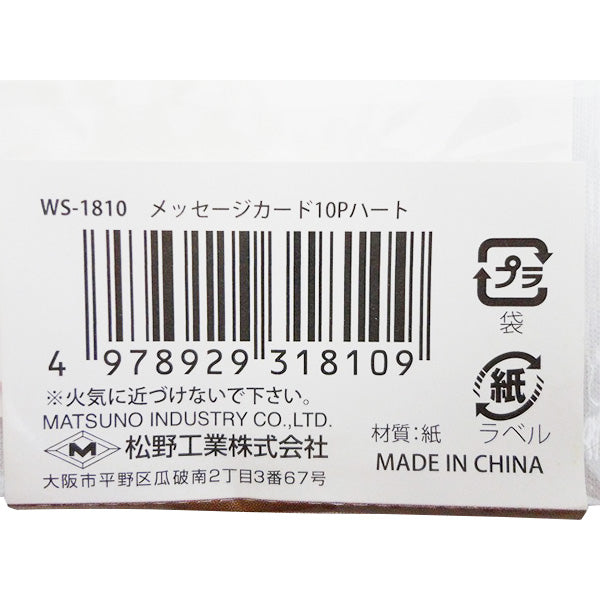 WS-1810 メッセージカード10Pハート
4 978929 318109
プラ
袋
※火気に近づけないで下さい。
MATSUNO INDUSTRY CO.,LTD.
M 松野工業株式会社
大阪市平野区瓜破南2丁目3番67号
紙
ラベル
材質:紙
MADE IN CHINA